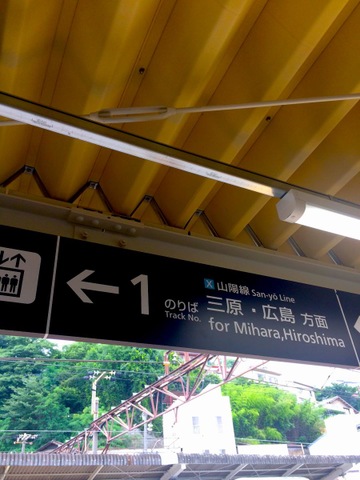 1
のりば
Track No.
X 山陽線 San-yō Line
三原・広島 方面
for Mihara,Hiroshima